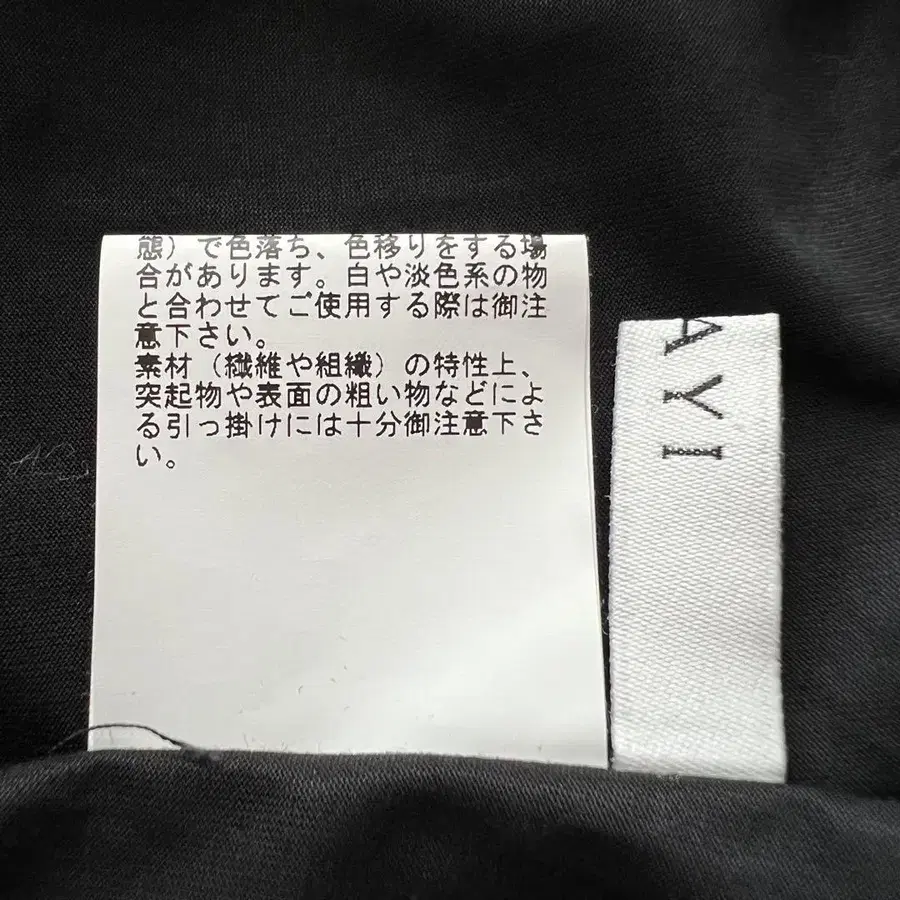 態）で色落ち、色移りをする場
合があります。白や淡色系の物
と合わせてご使用する際は御注
意下さい。
素材（繊維や組織）の特性上、
突起物や表面の粗い物などによ
る引っ掛けには十分御注意下さ
い。
AYI